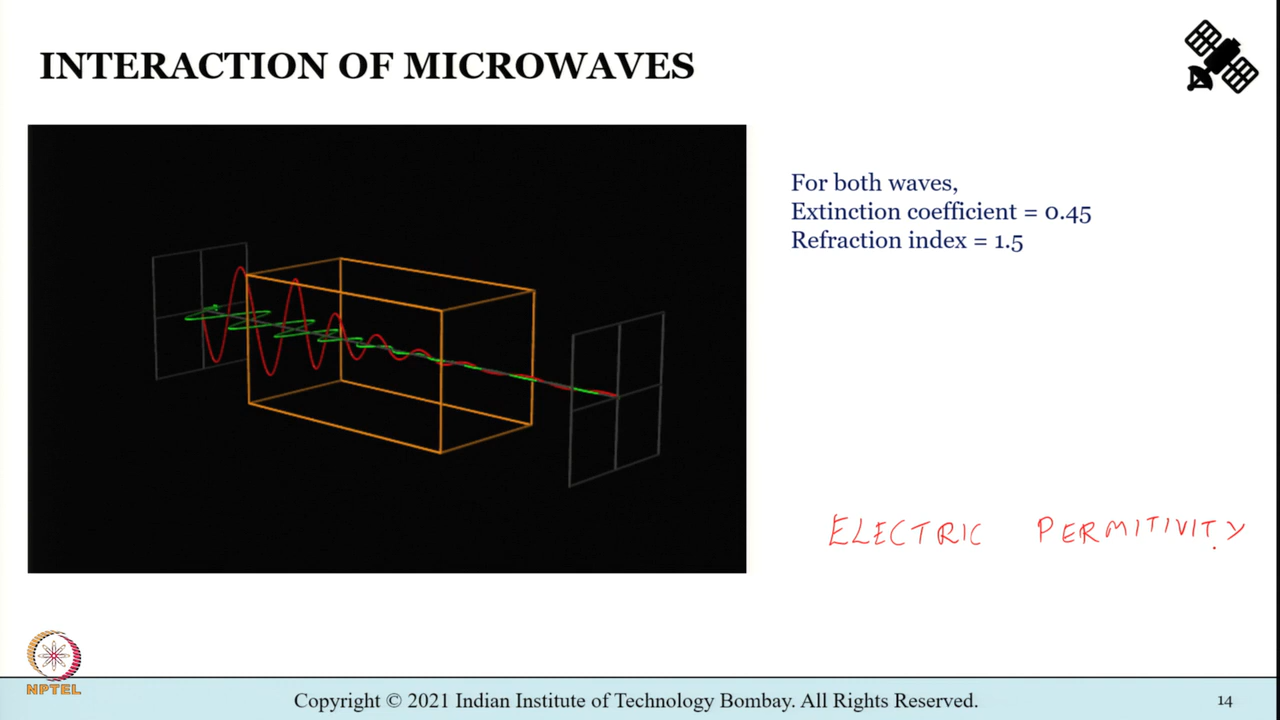 INTERACTION OF MICROWAVES
For both waves,
Extinction coefficient = 0.45
Refraction index = 1.5
ELECTRIC PERMITIVITY
NPTEL
Copyright © 2021 Indian Institute of Technology Bombay. All Rights Reserved.
14